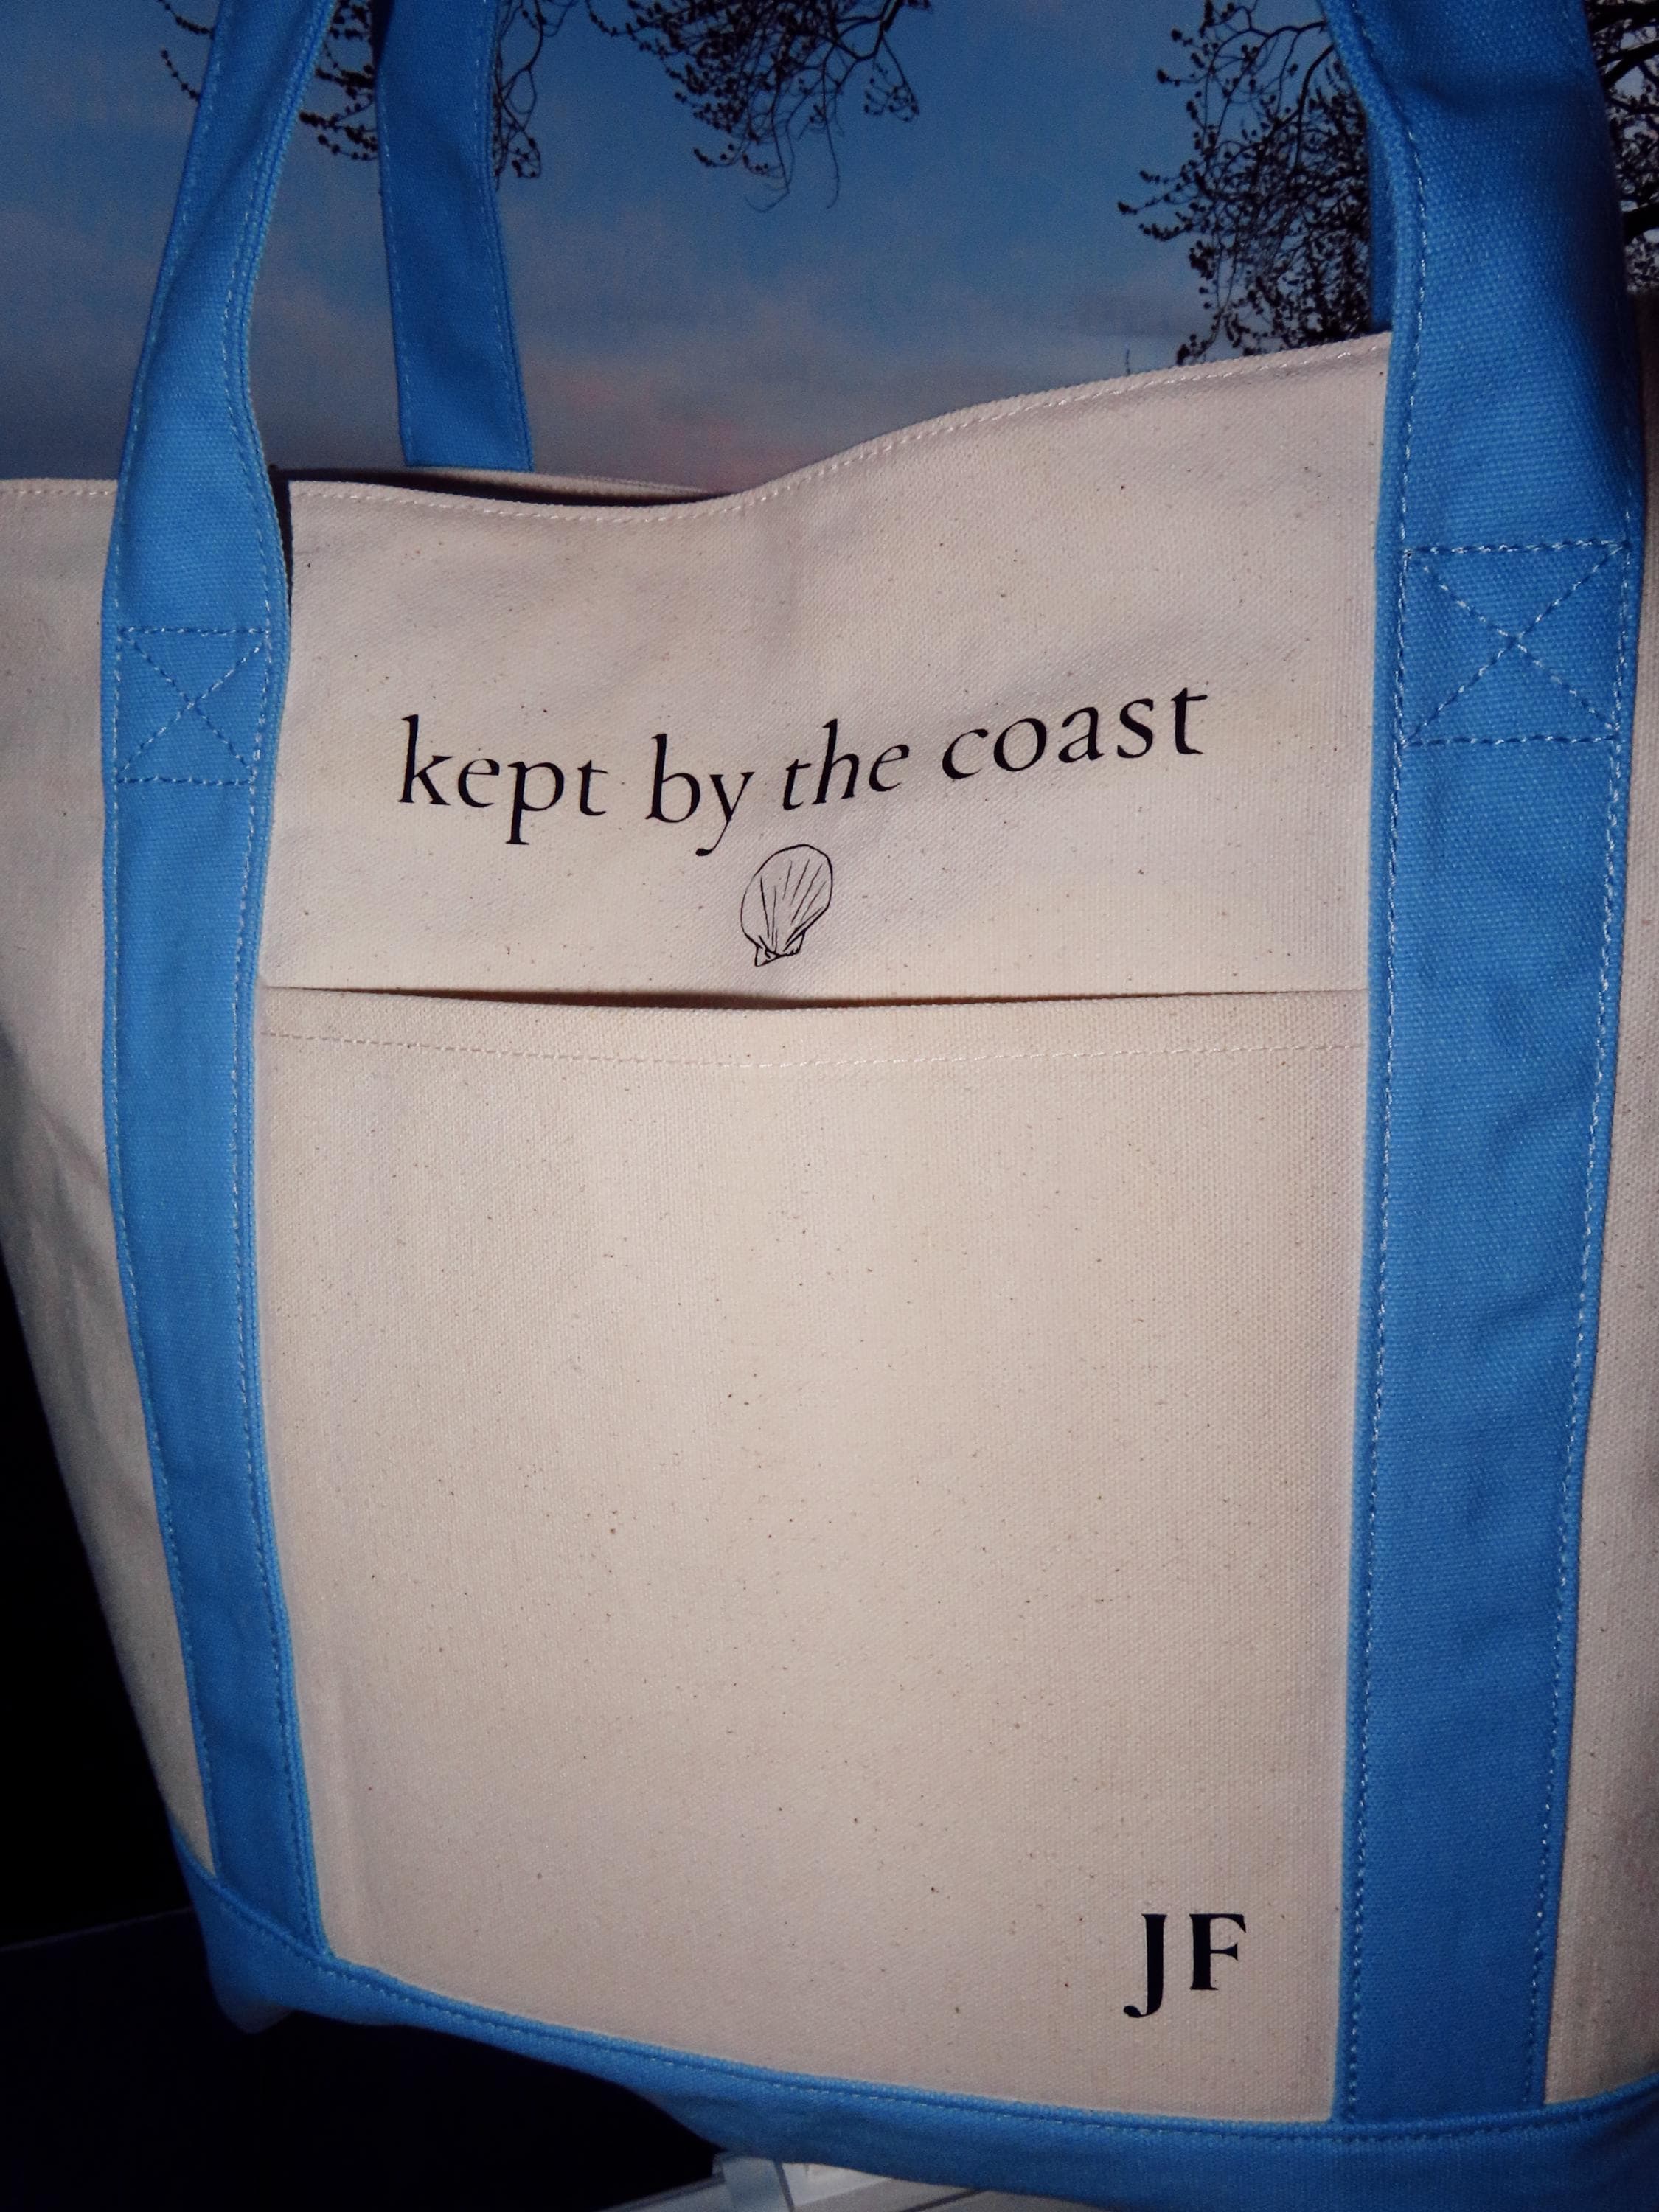 kept by the coast
JF